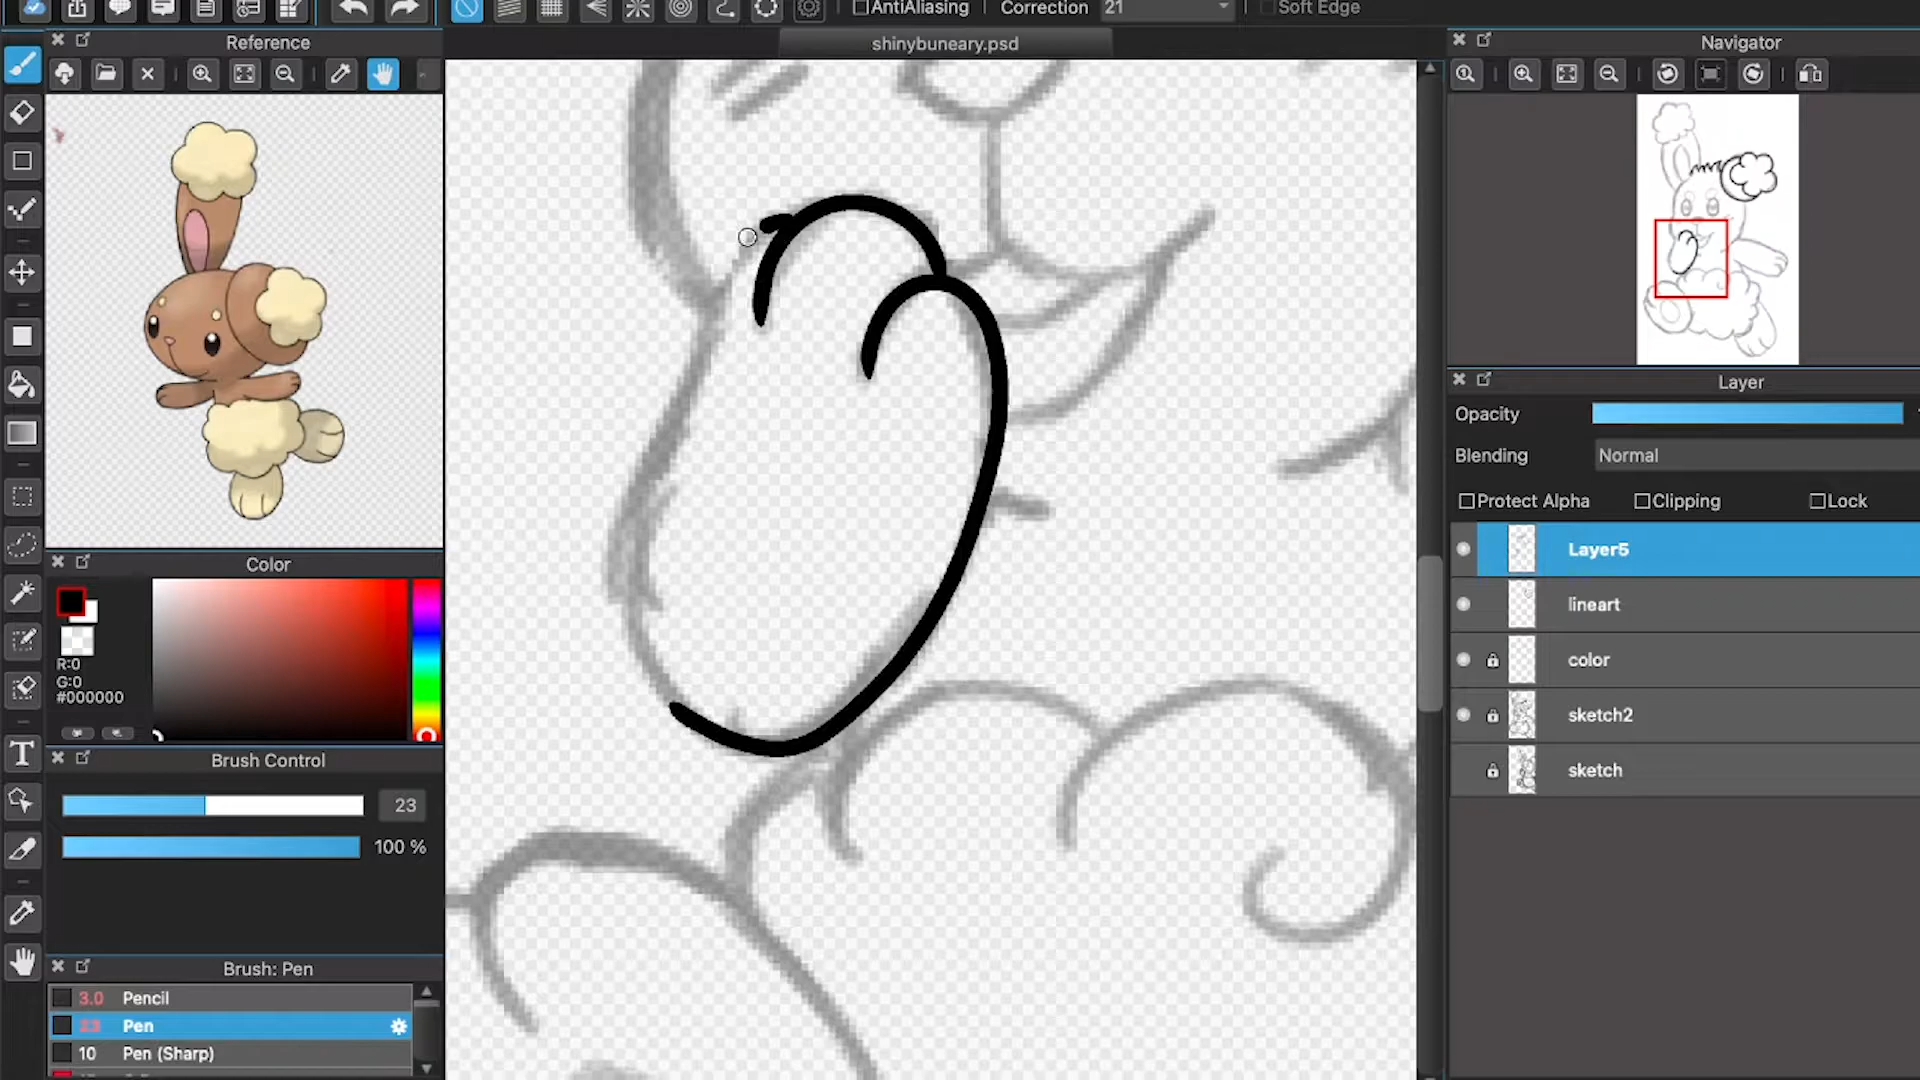 AntiAliasing Correction 21 Soft Edge
Reference
shinybuneary.psd
Navigator
Layer
Opacity
Blending Normal
Protect Alpha Clipping Lock
Layer5
lineart
color
sketch2
sketch
Color
R:0
G:0
#000000
Brush Control
23
100 %
Brush: Pen
3.0 Pencil
23 Pen
10 Pen (Sharp)